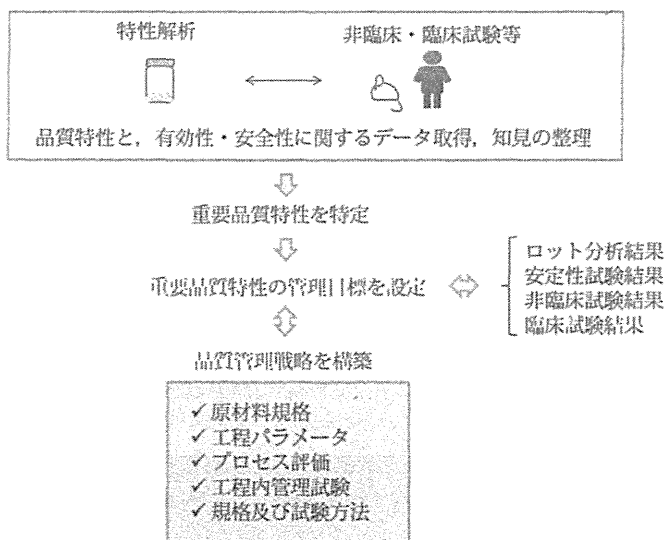 特性解析
非臨床・臨床試験等
品質特性と，有効性・安全性に関するデータ取得，知見の整理
重要品質特性を特定
重要品質特性の管理目標を設定
ロット分析結果
安定性試験結果
非臨床試験結果
臨床試験結果
品質管理戦略を構築
✓原材料規格
✓工程パラメータ
✓プロセス評価
✓工程内管理試験
✓規格及び試験方法